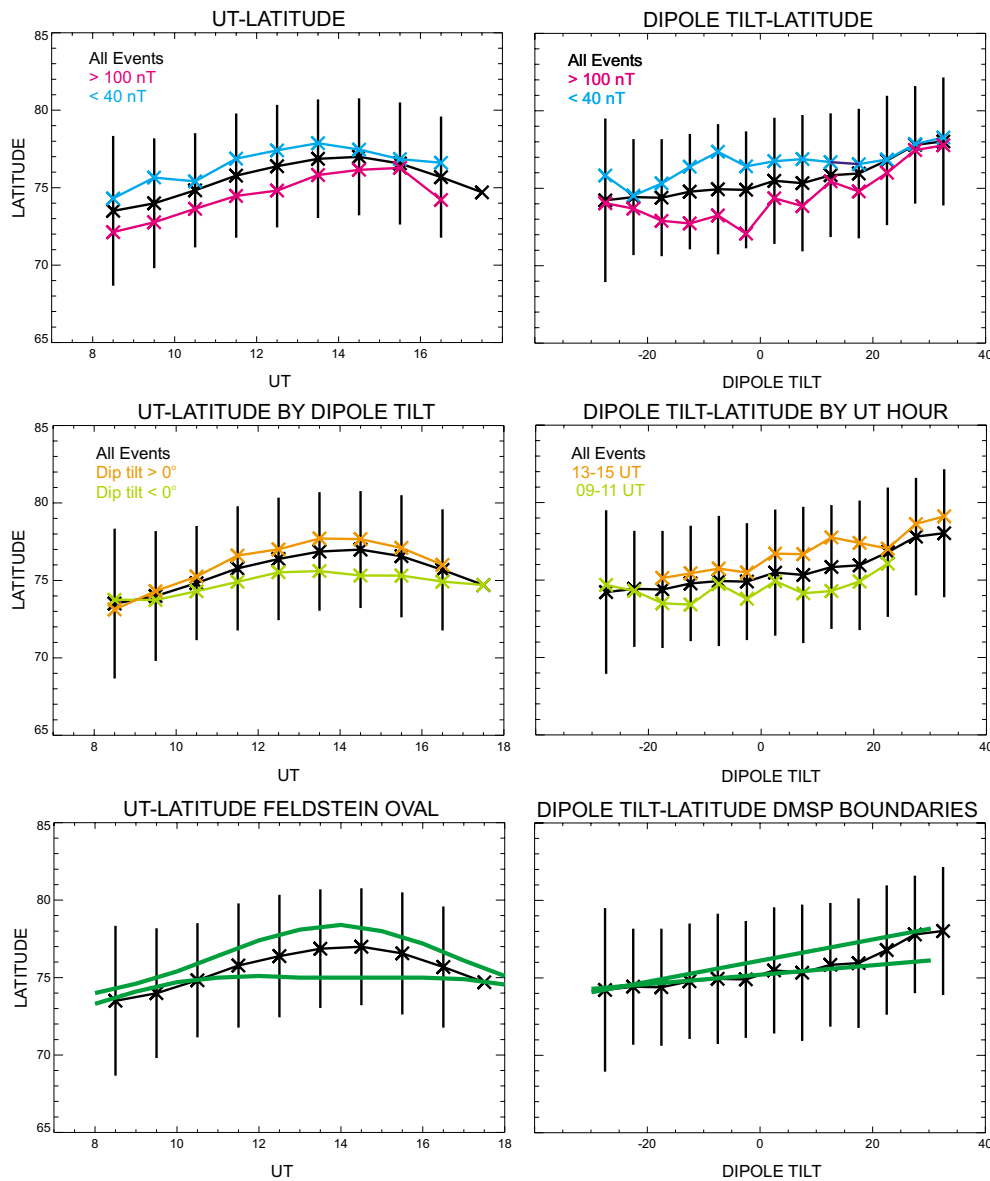 UT-LATITUDE
85
80
75
70
65
LATITUDE
All Events
> 100 nT
< 40 nT
8
10
12
14
16
UT
DIPOLE TILT-LATITUDE
All Events
> 100 nT
< 40 nT
-20
0
20
40
DIPOLE TILT
UT-LATITUDE BY DIPOLE TILT
85
80
75
70
65
LATITUDE
All Events
Dip tilt > 0°
Dip tilt < 0°
8
10
12
14
16
18
UT
DIPOLE TILT-LATITUDE BY UT HOUR
All Events
13-15 UT
09-11 UT
-20
0
20
40
DIPOLE TILT
UT-LATITUDE FELDSTEIN OVAL
85
80
75
70
65
LATITUDE
8
10
12
14
16
18
UT
DIPOLE TILT-LATITUDE DMSP BOUNDARIES
-20
0
20
40
DIPOLE TILT